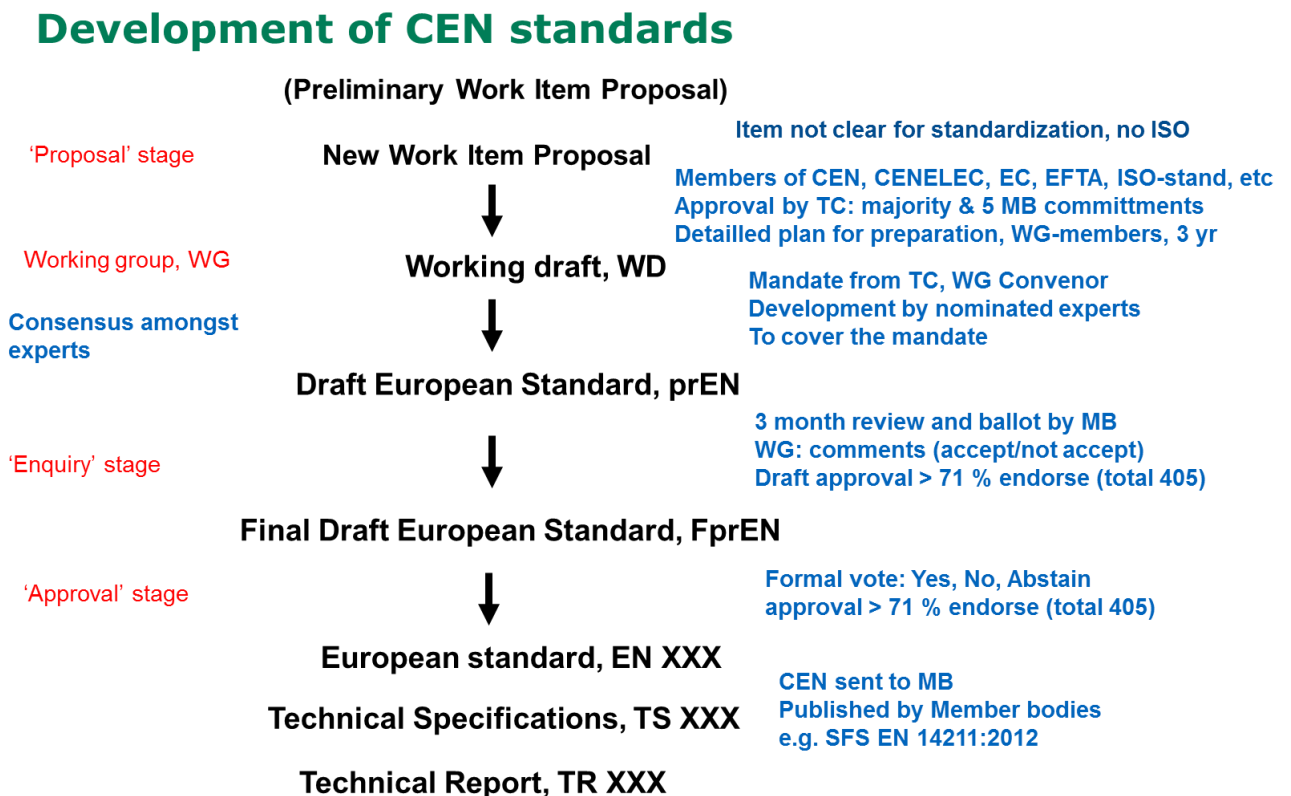 Development of CEN standards
(Preliminary Work Item Proposal)
Item not clear for standardization, no ISO
‘Proposal’ stage
New Work Item Proposal
Members of CEN, CENELEC, EC, EFTA, ISO-stand, etc
Approval by TC: majority & 5 MB committments
Detailled plan for preparation, WG-members, 3 yr
Working group, WG
Working draft, WD
Mandate from TC, WG Convenor
Development by nominated experts
To cover the mandate
Consensus amongst
experts
Draft European Standard, prEN
3 month review and ballot by MB
WG: comments (accept/not accept)
Draft approval > 71 % endorse (total 405)
‘Enquiry’ stage
Final Draft European Standard, FprEN
Formal vote: Yes, No, Abstain
approval > 71 % endorse (total 405)
‘Approval’ stage
European standard, EN XXX
CEN sent to MB
Published by Member bodies
e.g. SFS EN 14211:2012
Technical Specifications, TS XXX
Technical Report, TR XXX